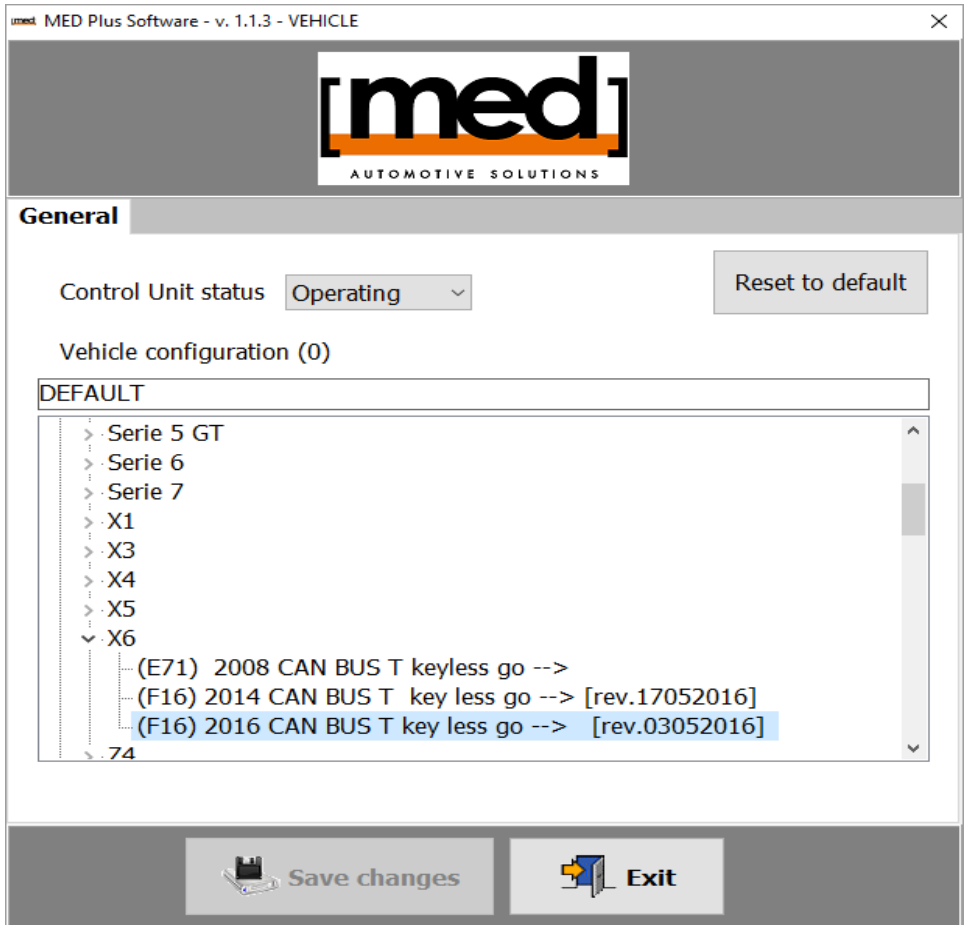 med MED Plus Software - v. 1.1.3 - VEHICLE
[med]
AUTOMOTIVE SOLUTIONS
General
Control Unit status Operating Reset to default
Vehicle configuration (0)
DEFAULT
Serie 5 GT
Serie 6
Serie 7
X1
X3
X4
X5
X6
(E71) 2008 CAN BUS T keyless go -->
(F16) 2014 CAN BUS T key less go --> [rev.17052016]
(F16) 2016 CAN BUS T key less go --> [rev.03052016]
Save changes Exit